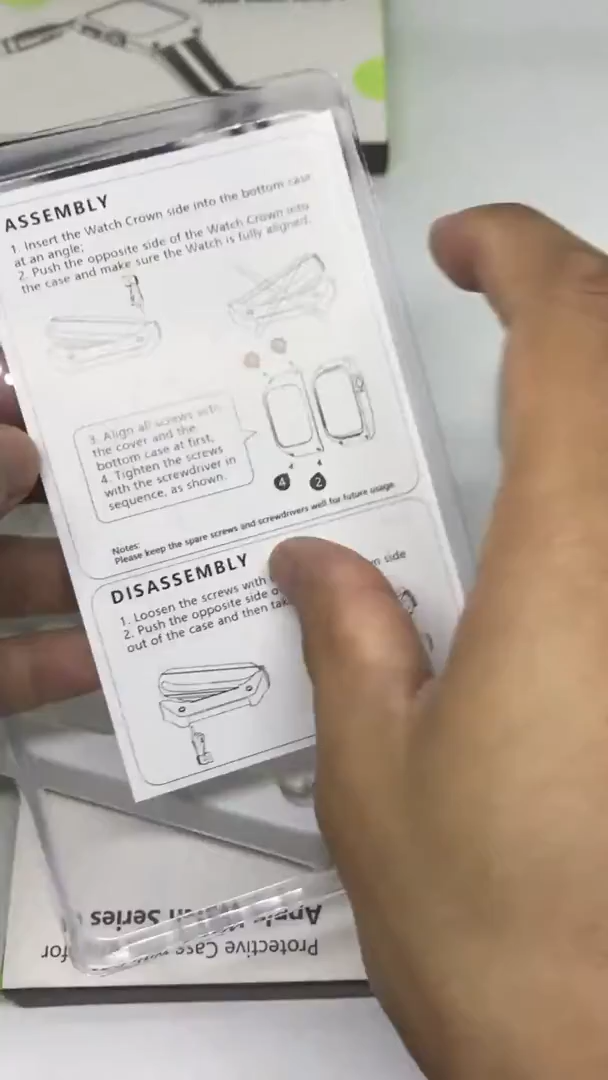 ASSEMBLY
1. Insert the Watch Crown side into the bottom case
at an angle;
2. Push the opposite side of the Watch Crown into
the case and make sure the Watch is fully aligned.
3. Align all screws with
the cover and the
bottom case at first,
4. Tighten the screws
with the screwdriver in
sequence, as shown.
4 2
Notes:
Please keep the spare screws and screwdrivers well for future usage
DISASSEMBLY
1. Loosen the screws with
2. Push the opposite side side
out of the case and then
Protective Case for
Apple Watch Series